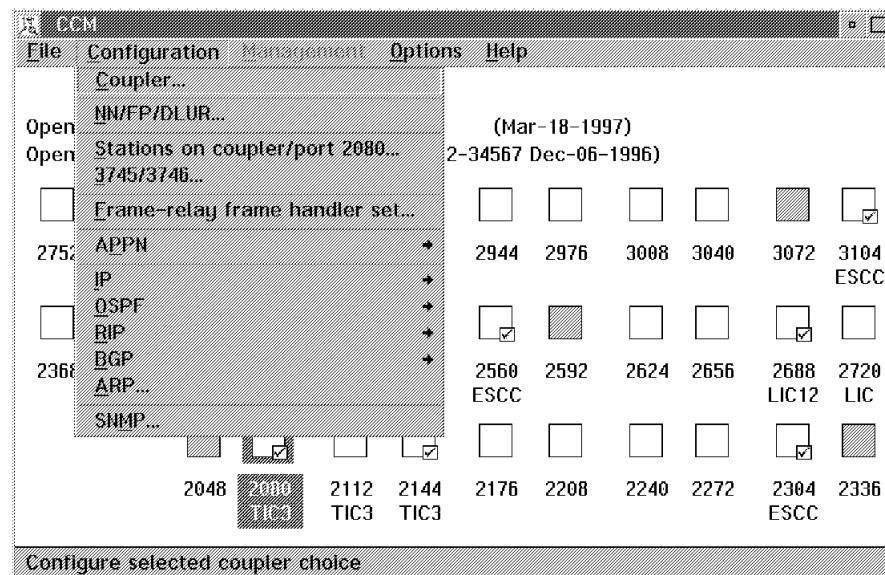 CCM
File Configuration Management Options Help
Coupler...
NN/FP/DLUR...
Open (Mar-18-1997)
Stations on coupler/port 2080...
Open 2-34567 Dec-06-1996)
3745/3746...
Frame-relay frame handler set...
APPN
2752 2944 2976 3008 3040 3072 3104
ESCC
IP
OSPF
RIP
BGP
2368 2560 2592 2624 2656 2688 2720
ARP...
ESCC LIC12 LIC
SNMP...
2048 2080 2112 2144 2176 2208 2240 2272 2304 2336
TIC3 TIC3 TIC3 ESCC
Configure selected coupler choice